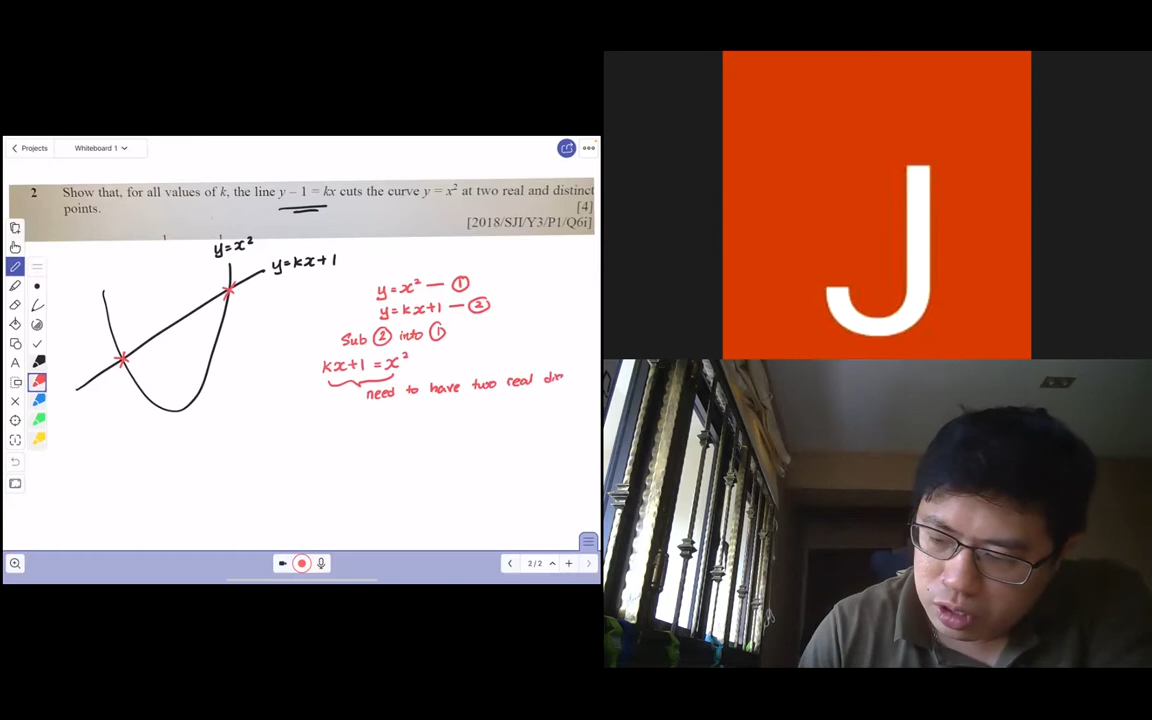 Projects
Whiteboard 1
2 Show that, for all values of k, the line y – 1 = kx cuts the curve y = x² at two real and distinct
points.
[4]
[2018/SJI/Y3/P1/Q6i]
y=x²
y=kx+1
y=x² — ①
y=kx+1 — ②
Sub ② into ①
kx+1 = x²
need to have two real
2/2
J